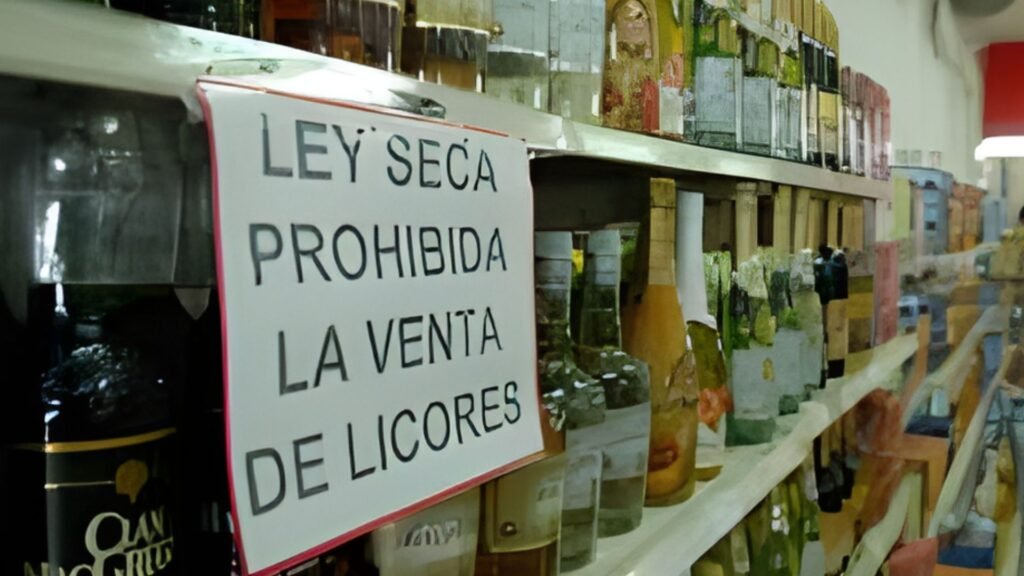 LEY SECA
PROHIBIDA
LA VENTA
DE LICORES